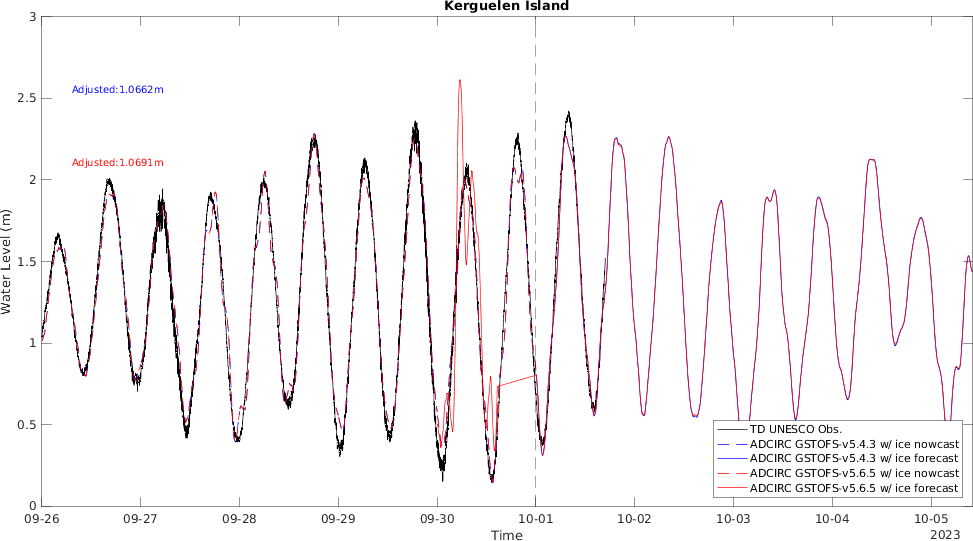 Kerguelen Island
3
2.5
2
1.5
1
0.5
0
Water Level (m)
Adjusted:1.0662m
Adjusted:1.0691m
TD UNESCO Obs.
ADCIRC GSTOFS-v5.4.3 w/ ice nowcast
ADCIRC GSTOFS-v5.4.3 w/ ice forecast
ADCIRC GSTOFS-v5.6.5 w/ ice nowcast
ADCIRC GSTOFS-v5.6.5 w/ ice forecast
09-26 09-27 09-28 09-29 09-30 10-01 10-02 10-03 10-04 10-05
Time
2023